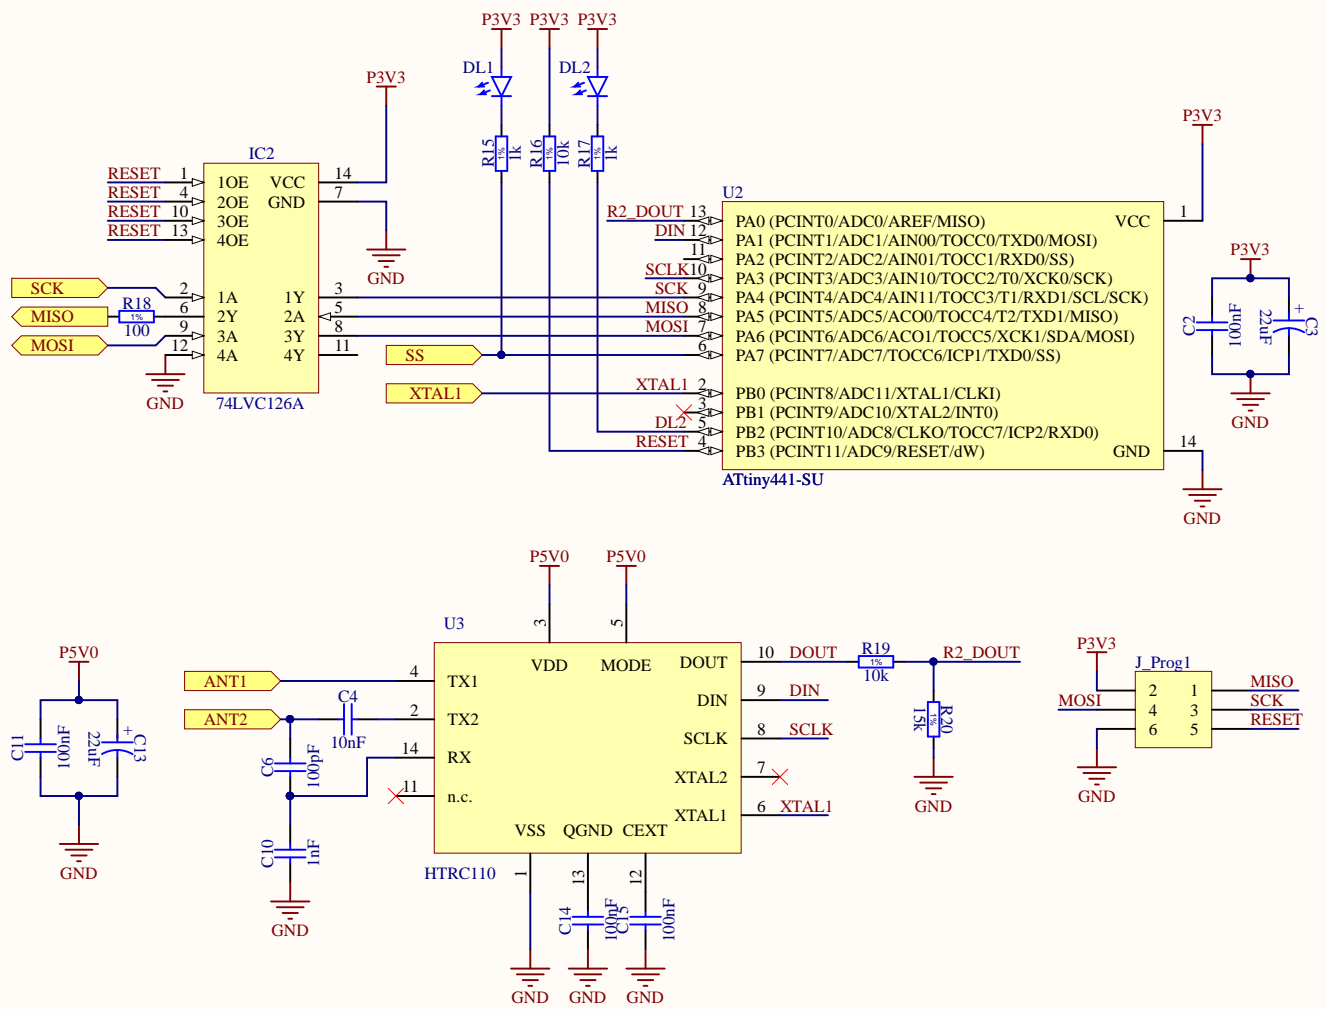 P3V3 P3V3 P3V3
DL1 DL2
P3V3
R15 1% 1k R16 1% 10k R17 1% 1k
P3V3
IC2
RESET 1 1OE VCC 14
RESET 4 2OE GND 7
RESET 10 3OE
RESET 13 4OE
GND
SCK 2 1A 1Y 3 SCK
MISO R18 1% 100 6 2Y 2A 5 MISO
MOSI 9 3A 3Y 8 MOSI
12 4A 4Y 11
GND
74LVC126A
SS
XTAL1
U2
R2_DOUT 13 PA0 (PCINT0/ADC0/AREF/MISO) VCC 1
DIN 12 PA1 (PCINT1/ADC1/AIN00/TOCC0/TXD0/MOSI)
11 PA2 (PCINT2/ADC2/AIN01/TOCC1/RXD0/SS)
SCLK 10 PA3 (PCINT3/ADC3/AIN10/TOCC2/T0/XCK0/SCK)
9 PA4 (PCINT4/ADC4/AIN11/TOCC3/T1/RXD1/SCL/SCK)
8 PA5 (PCINT5/ADC5/ACO0/TOCC4/T2/TXD1/MISO)
7 PA6 (PCINT6/ADC6/ACO1/TOCC5/XCK1/SDA/MOSI)
6 PA7 (PCINT7/ADC7/TOCC6/ICP1/TXD0/SS)
XTAL1 2 PB0 (PCINT8/ADC11/XTAL1/CLKI)
3 PB1 (PCINT9/ADC10/XTAL2/INT0)
DL2 5 PB2 (PCINT10/ADC8/CLKO/TOCC7/ICP2/RXD0)
RESET 4 PB3 (PCINT11/ADC9/RESET/dW) GND 14
ATtiny441-SU
GND
P3V3
C2 100nF 22uF + C3
GND
P5V0 P5V0
U3
3 5
VDD MODE
ANT1 4 TX1
ANT2 C4 10nF 2 TX2
C6 100pF 14 RX
11 n.c.
C10 1nF
GND
DOUT 10 DOUT R19 1% 10k R2_DOUT
DIN 9 DIN
SCLK 8 SCLK
XTAL2 7
XTAL1 6 XTAL1
R20 1% 15k
GND
VSS QGND CEXT
HTRC110
1 13 12
C14 100nF C15 100nF
GND GND GND
P5V0
C11 100nF 22uF + C13
GND
P3V3
J_Prog1
2 1 MISO
MOSI 4 3 SCK
6 5 RESET
GND